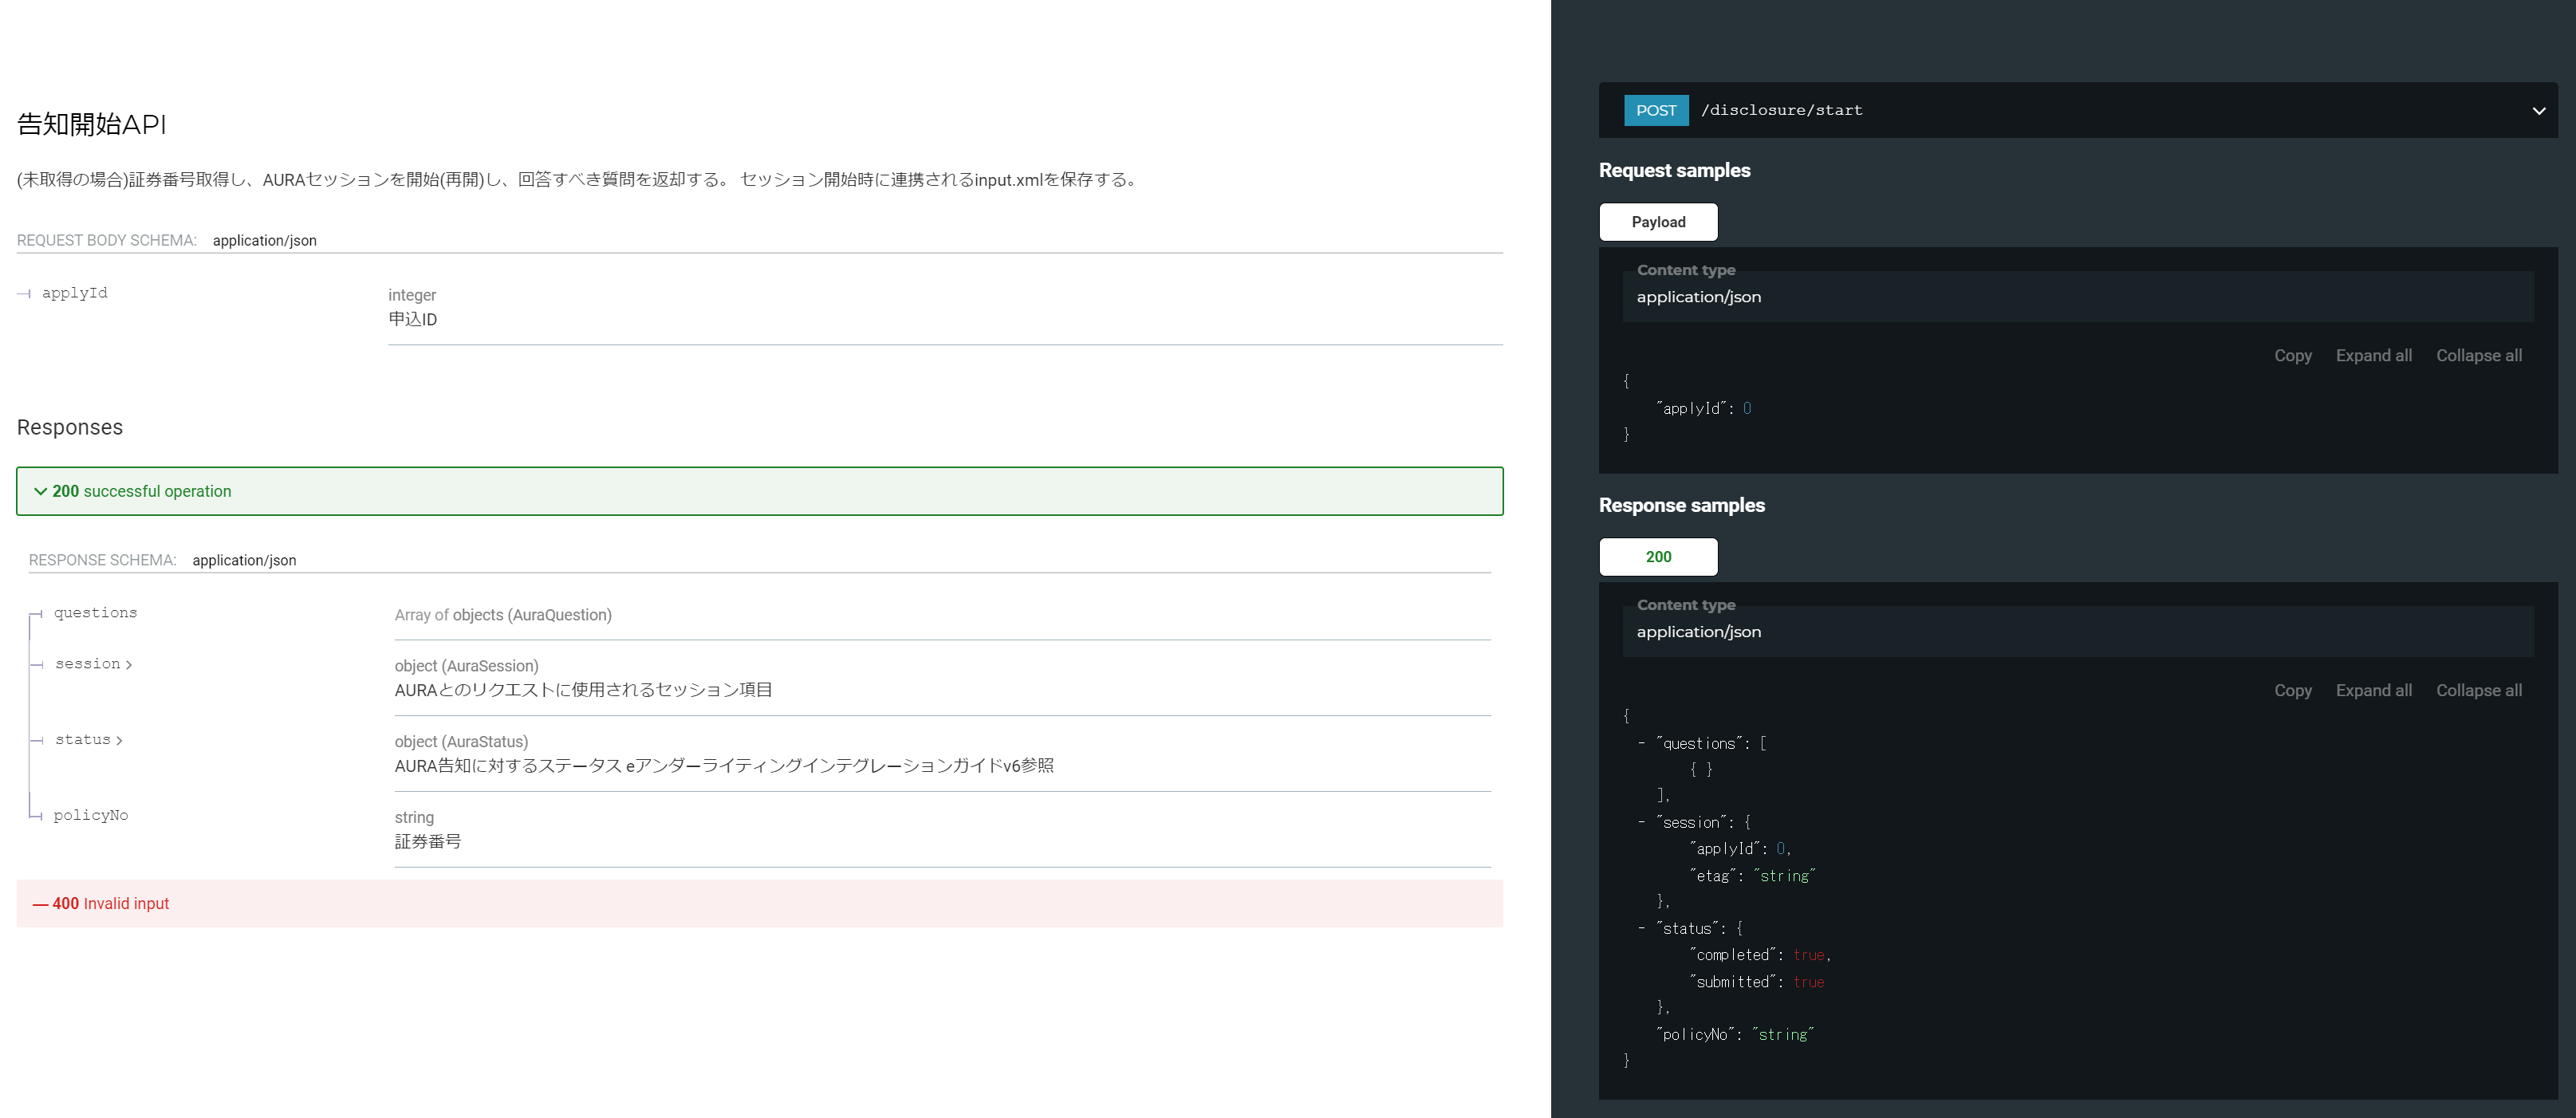 告知開始API
(未取得の場合)証券番号取得し、AURAセッションを開始(再開)し、回答すべき質問を返却する。 セッション開始時に連携されるinput.xmlを保存する。
REQUEST BODY SCHEMA: application/json
applyId
integer
申込ID
Responses
200 successful operation
RESPONSE SCHEMA: application/json
questions
Array of objects (AuraQuestion)
session
object (AuraSession)
AURAとのリクエストに使用されるセッション項目
status
object (AuraStatus)
AURA告知に対するステータス eアンダーライティングインテグレーションガイドv6参照
policyNo
string
証券番号
— 400 Invalid input
POST /disclosure/start
Request samples
Payload
Content type
application/json
Copy Expand all Collapse all
{
"applyId": 0
}
Response samples
200
Content type
application/json
Copy Expand all Collapse all
{
- "questions": [
{ }
],
- "session": {
"applyId": 0,
"etag": "string"
},
- "status": {
"completed": true,
"submitted": true
},
"policyNo": "string"
}